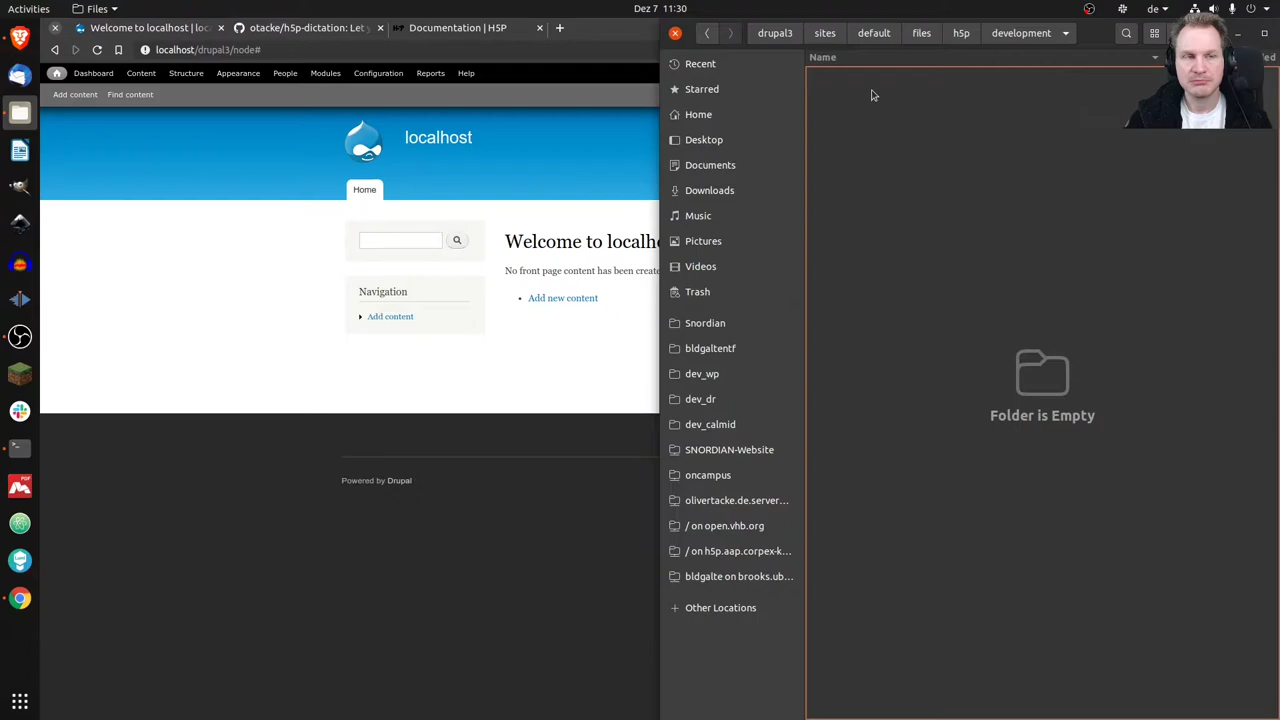 Activities
Files
Dez 7 11:30
de
Welcome to localhost | loc
otacke/h5p-dictation: Let y
Documentation | H5P
localhost/drupal3/node#
Dashboard Content Structure Appearance People Modules Configuration Reports Help
Add content Find content
localhost
Home
Navigation
Add content
Welcome to localh
No front page content has been create
Add new content
Powered by Drupal
drupal3 sites default files h5p development
Name
Recent
Starred
Home
Desktop
Documents
Downloads
Music
Pictures
Videos
Trash
Snordian
bldgaltentf
dev_wp
dev_dr
dev_calmid
SNORDIAN-Website
oncampus
olivertacke.de.server…
/ on open.vhb.org
/ on h5p.aap.corpex-k…
bldgalte on brooks.ub…
Other Locations
Folder is Empty